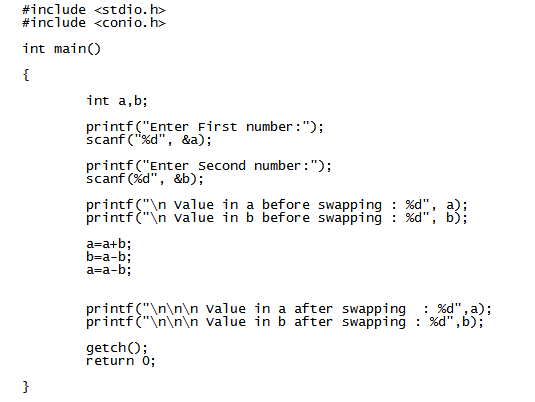 #include <stdio.h>
#include <conio.h>
int main()
{
int a,b;
printf("Enter First number:");
scanf("%d", &a);
printf("Enter Second number:");
scanf(%d", &b);
printf("\n Value in a before swapping : %d", a);
printf("\n Value in b before swapping : %d", b);
a=a+b;
b=a-b;
a=a-b;
printf("\n\n\n Value in a after swapping  : %d",a);
printf("\n\n\n Value in b after swapping : %d",b);
getch();
return 0;
}